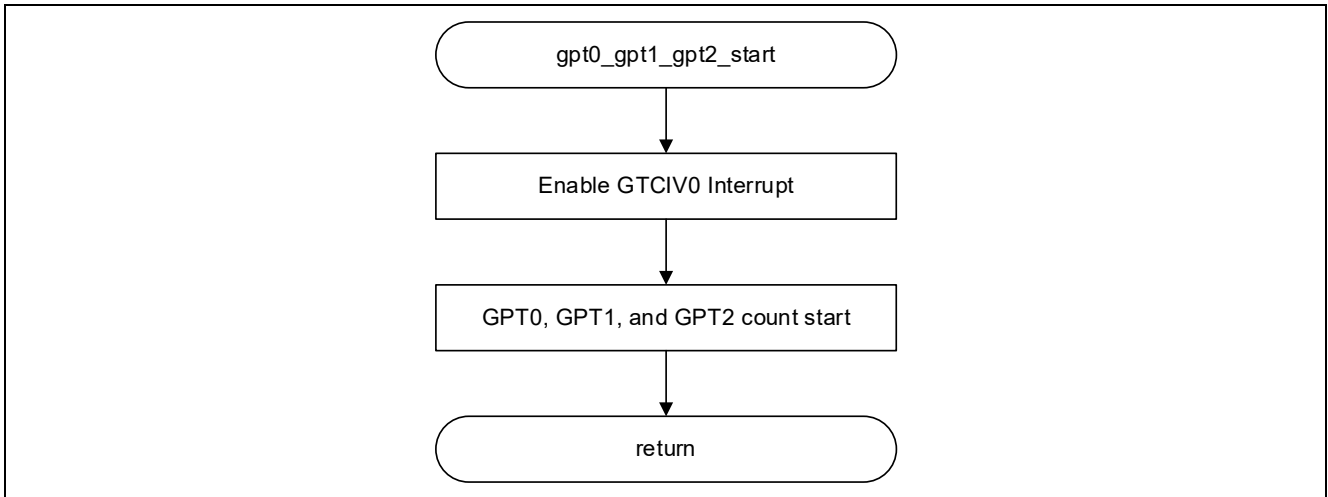 gpt0_gpt1_gpt2_start
Enable GTCIV0 Interrupt
GPT0, GPT1, and GPT2 count start
return